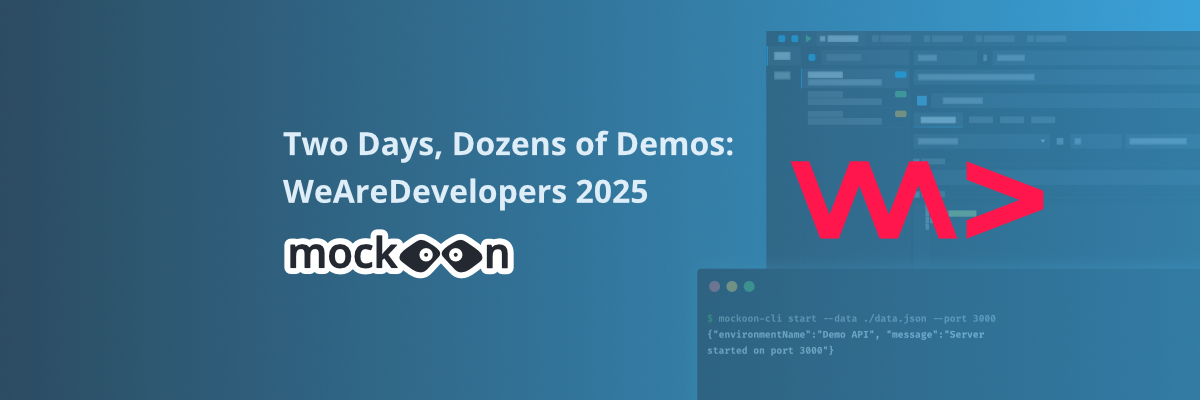 Two Days, Dozens of Demos:
WeAreDevelopers 2025
mockoon
WA>
$ mockoon-cli start --data ./data.json --port 3000
{"environmentName":"Demo API", "message":"Server
started on port 3000"}